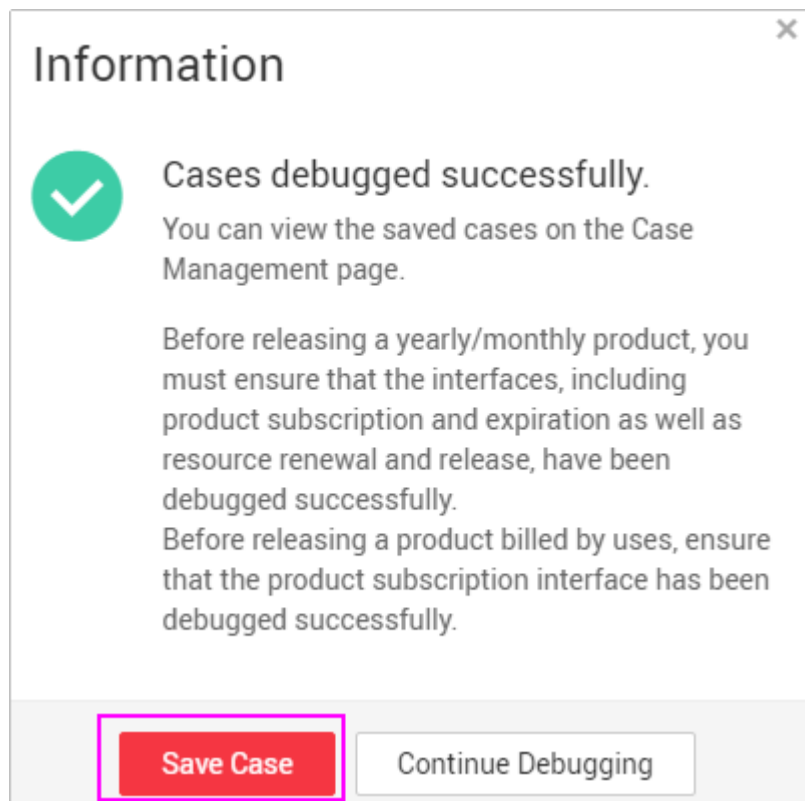 Information
Cases debugged successfully.
You can view the saved cases on the Case
Management page.
Before releasing a yearly/monthly product, you
must ensure that the interfaces, including
product subscription and expiration as well as
resource renewal and release, have been
debugged successfully.
Before releasing a product billed by uses, ensure
that the product subscription interface has been
debugged successfully.
Save Case
Continue Debugging